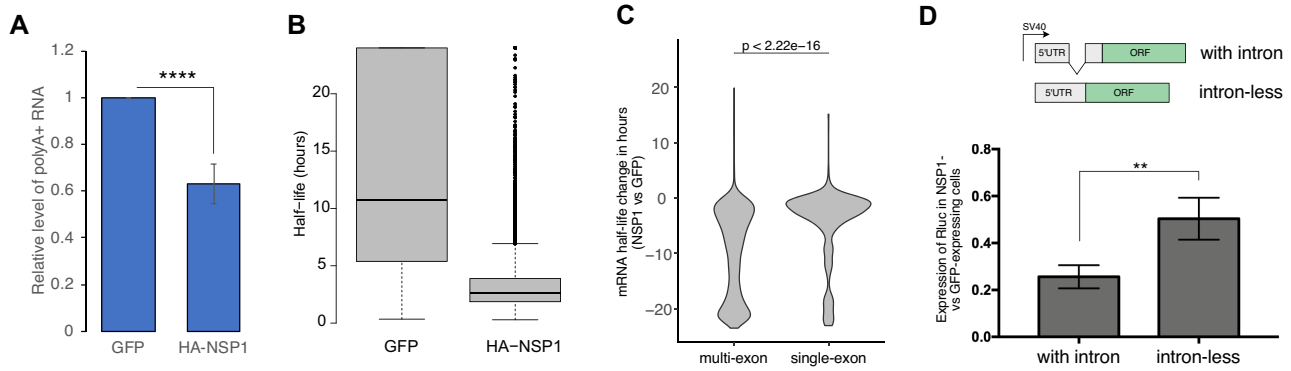 A
Relative level of polyA+ RNA
1.2
1
0.8
0.6
0.4
0.2
0
****
GFP
HA-NSP1
B
Half−life (hours)
20
15
10
5
0
GFP
HA−NSP1
C
mRNA half-life change in hours
(NSP1 vs GFP)
p < 2.22e−16
20
10
0
−10
−20
multi−exon
single−exon
D
SV40
5'UTR
ORF
with intron
5'UTR
ORF
intron-less
Expression of Rluc in NSP1-
vs GFP-expressing cells
0.8
0.6
0.4
0.2
0.0
**
with intron
intron-less